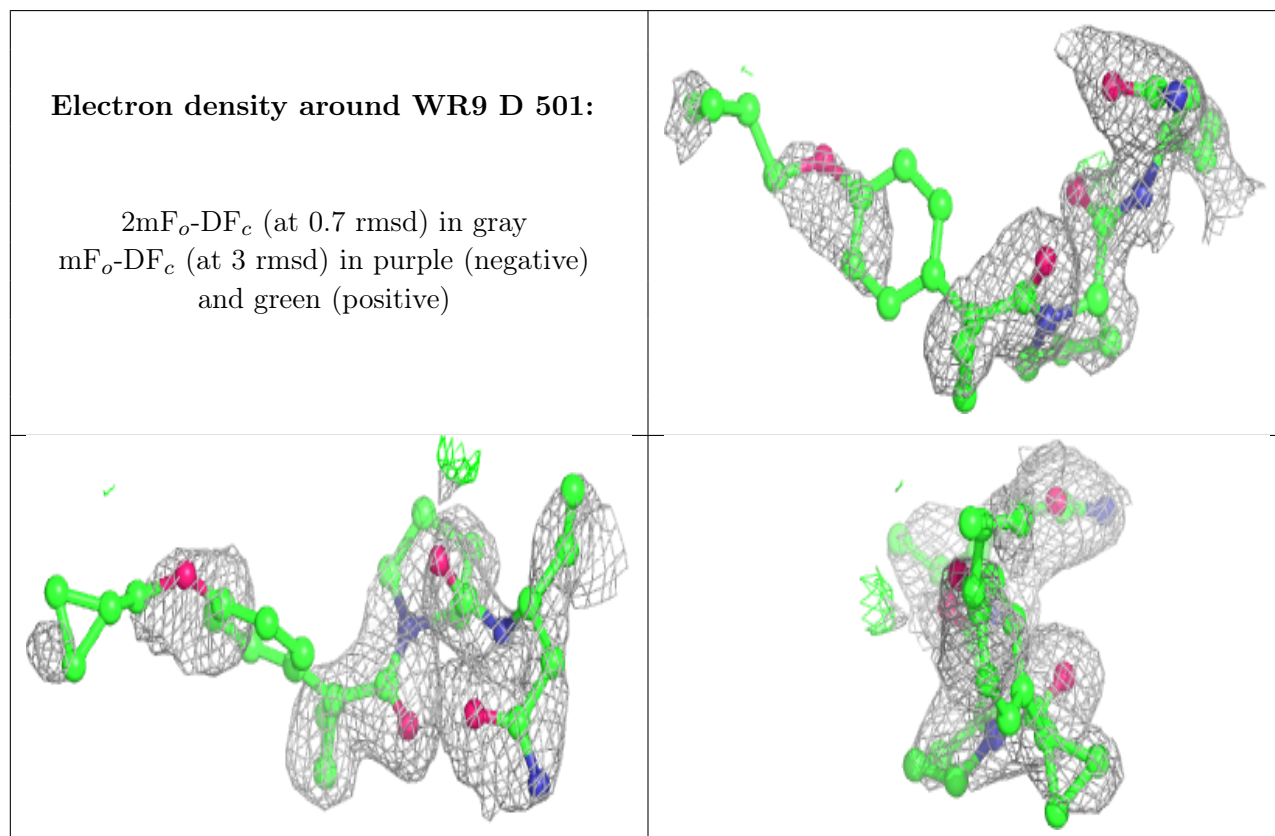 Electron density around WR9 D 501:
2mFo-DFc (at 0.7 rmsd) in gray
mFo-DFc (at 3 rmsd) in purple (negative)
and green (positive)